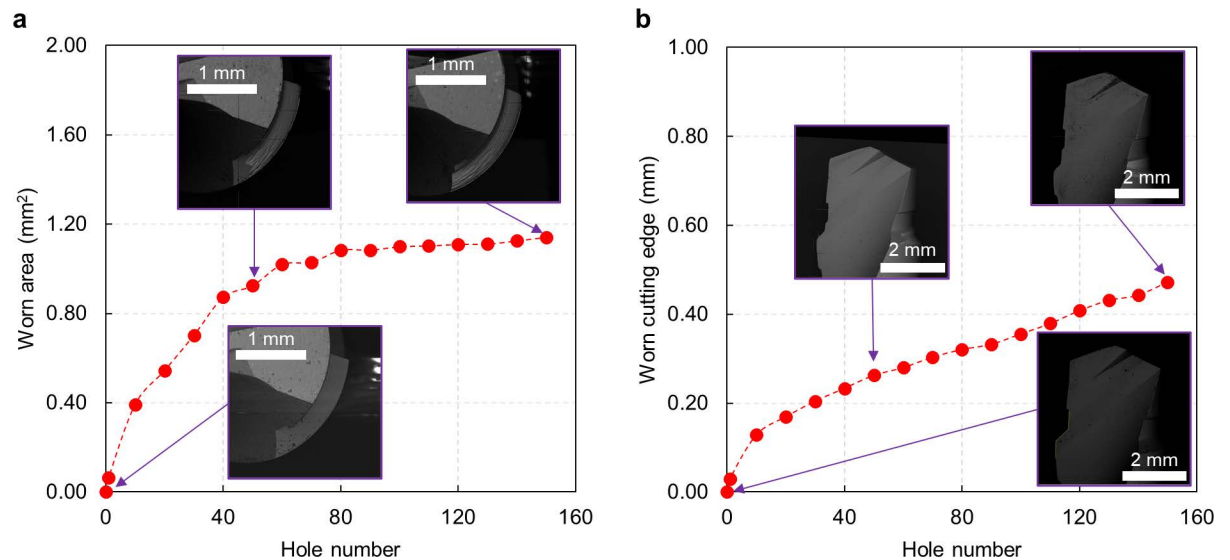 a
2.00
1.60
1.20
0.80
0.40
0.00
Worn area (mm²)
0
40
80
120
160
Hole number
1 mm
1 mm
1 mm
b
1.00
0.80
0.60
0.40
0.20
0.00
Worn cutting edge (mm)
0
40
80
120
160
Hole number
2 mm
2 mm
2 mm